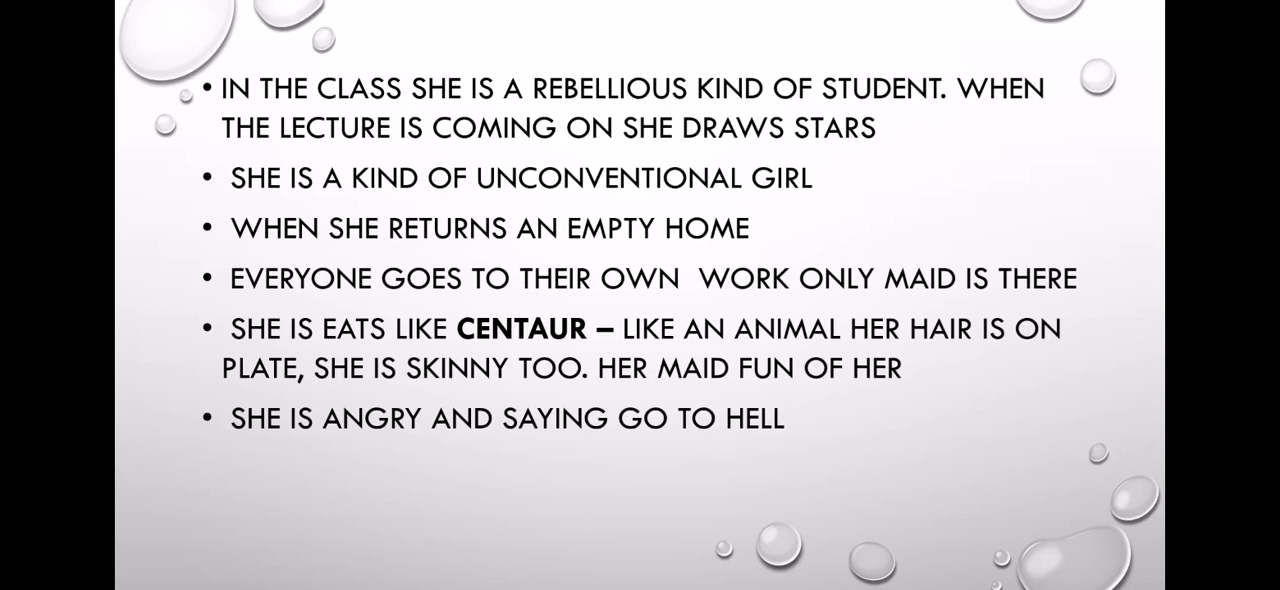 • IN THE CLASS SHE IS A REBELLIOUS KIND OF STUDENT. WHEN
THE LECTURE IS COMING ON SHE DRAWS STARS
• SHE IS A KIND OF UNCONVENTIONAL GIRL
• WHEN SHE RETURNS AN EMPTY HOME
• EVERYONE GOES TO THEIR OWN WORK ONLY MAID IS THERE
• SHE IS EATS LIKE CENTAUR – LIKE AN ANIMAL HER HAIR IS ON
PLATE, SHE IS SKINNY TOO. HER MAID FUN OF HER
• SHE IS ANGRY AND SAYING GO TO HELL